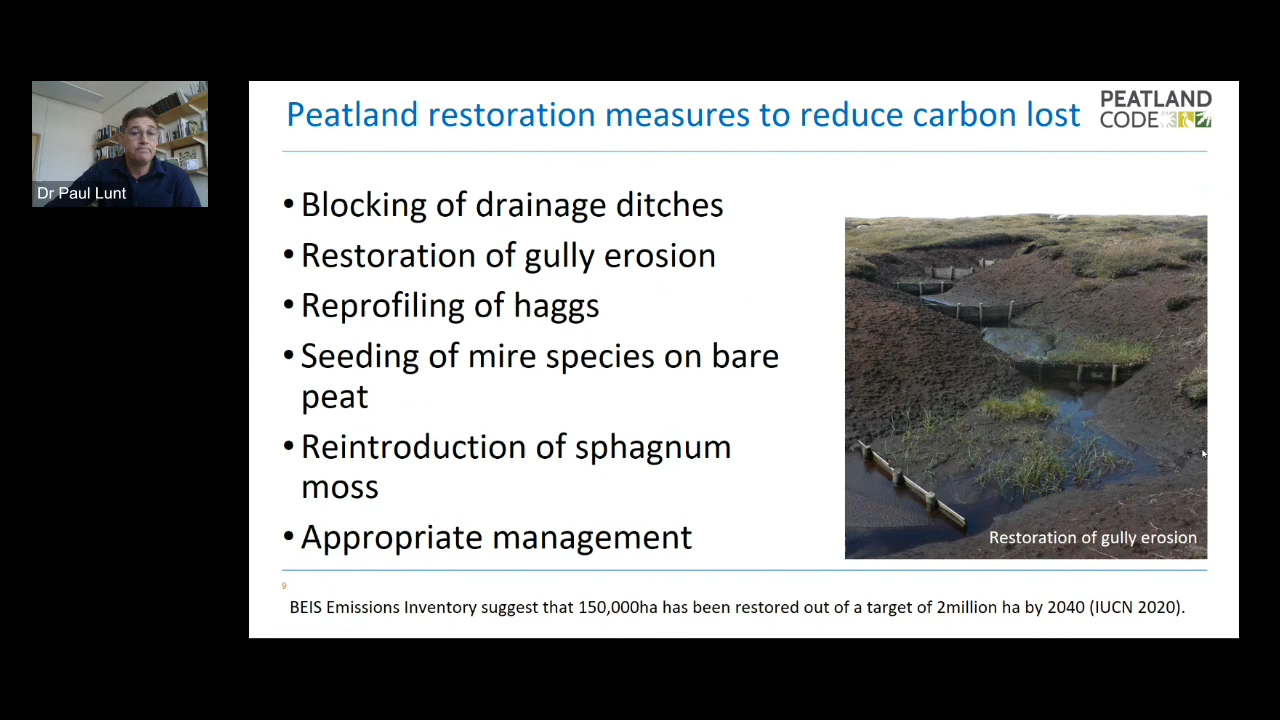 Peatland restoration measures to reduce carbon lost
PEATLAND
CODE
Dr Paul Lunt
• Blocking of drainage ditches
• Restoration of gully erosion
• Reprofiling of haggs
• Seeding of mire species on bare
peat
• Reintroduction of sphagnum
moss
• Appropriate management
Restoration of gully erosion
9
BEIS Emissions Inventory suggest that 150,000ha has been restored out of a target of 2million ha by 2040 (IUCN 2020).